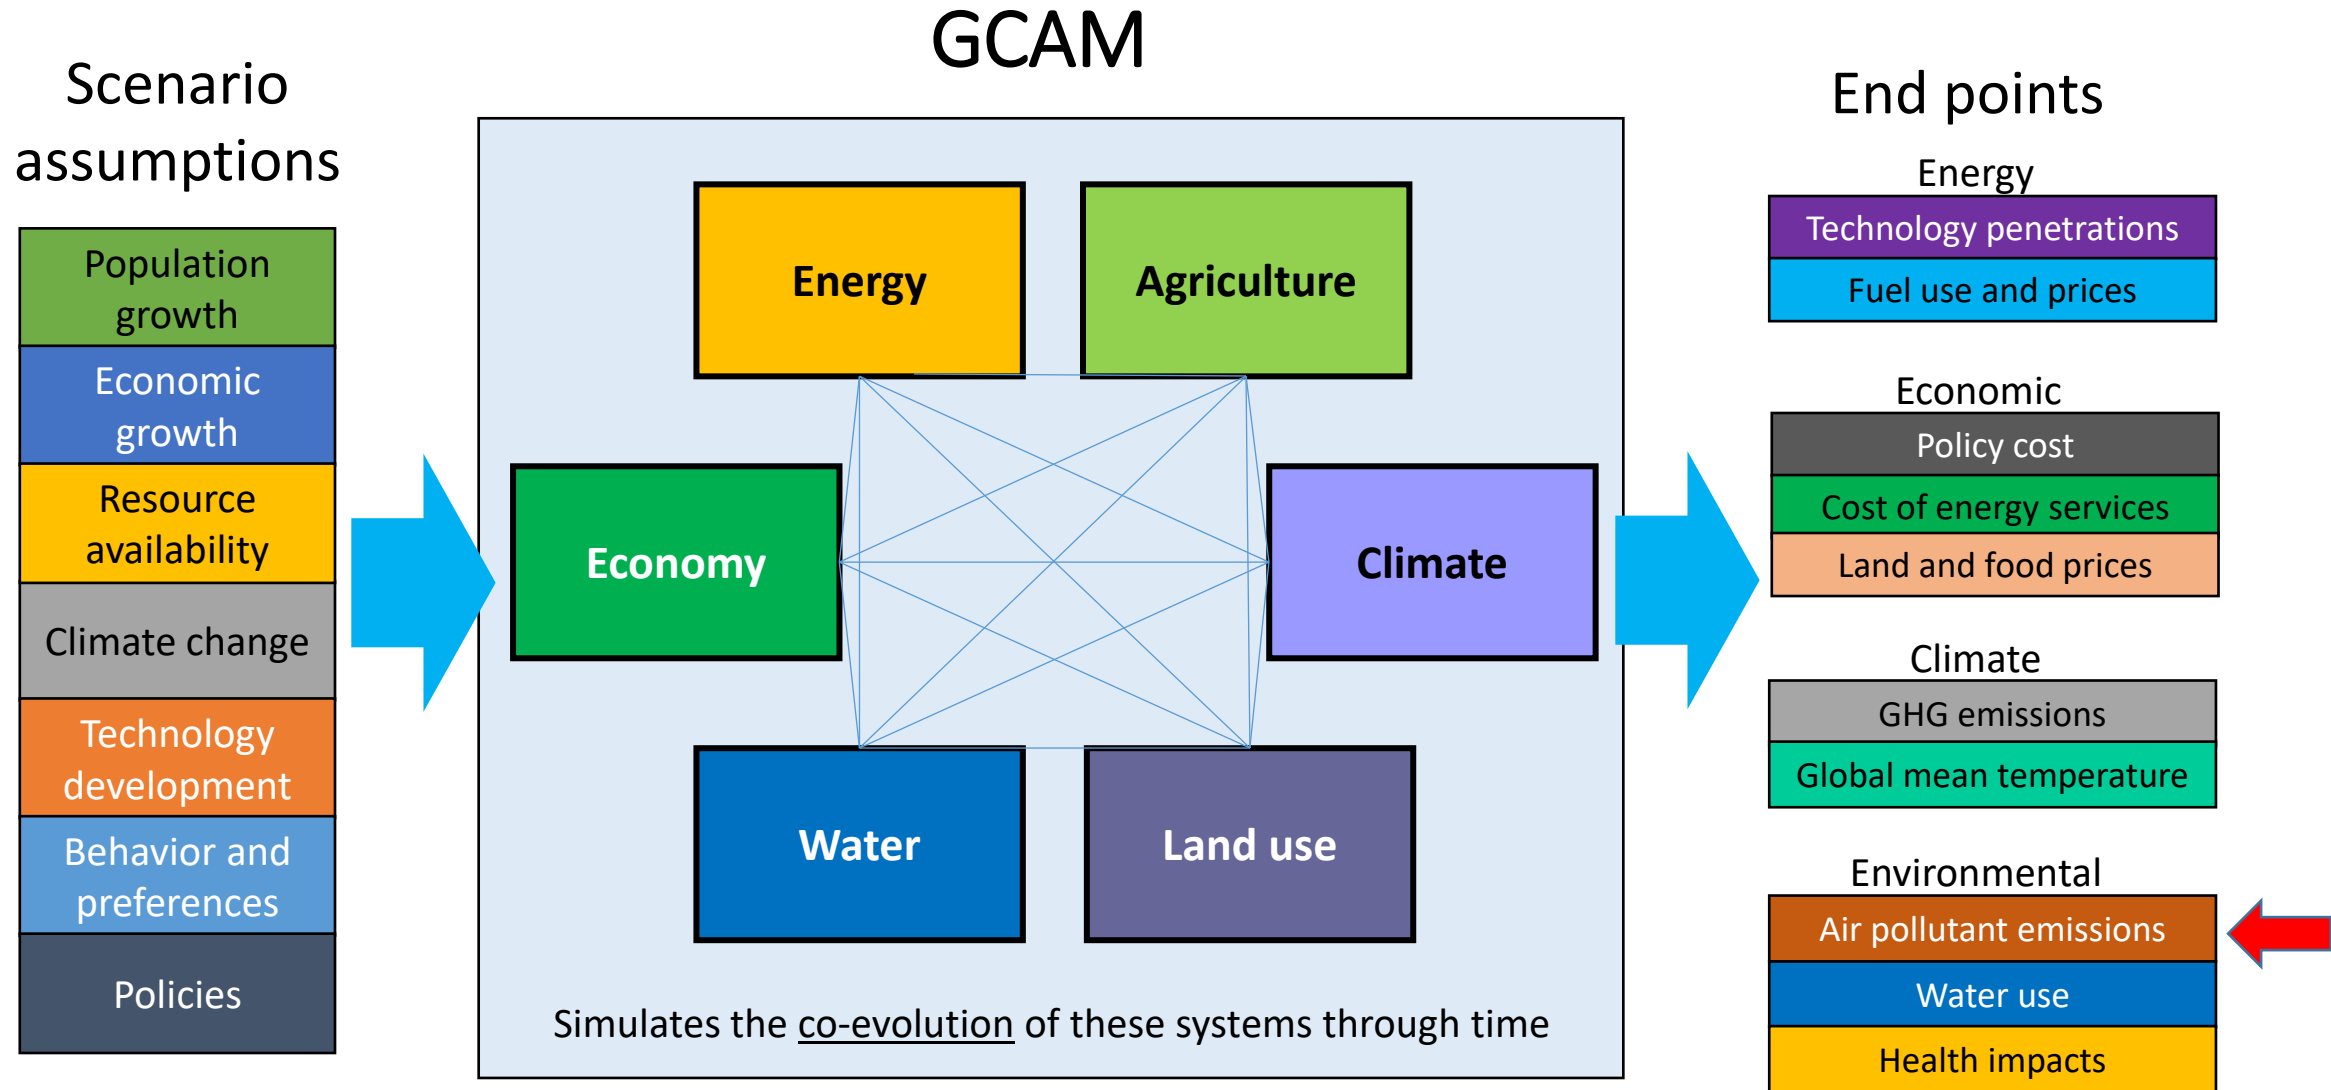 GCAM
Scenario
assumptions
Population
growth
Economic
growth
Resource
availability
Climate change
Technology
development
Behavior and
preferences
Policies
Energy
Agriculture
Economy
Climate
Water
Land use
Simulates the co-evolution of these systems through time
End points
Energy
Technology penetrations
Fuel use and prices
Economic
Policy cost
Cost of energy services
Land and food prices
Climate
GHG emissions
Global mean temperature
Environmental
Air pollutant emissions
Water use
Health impacts